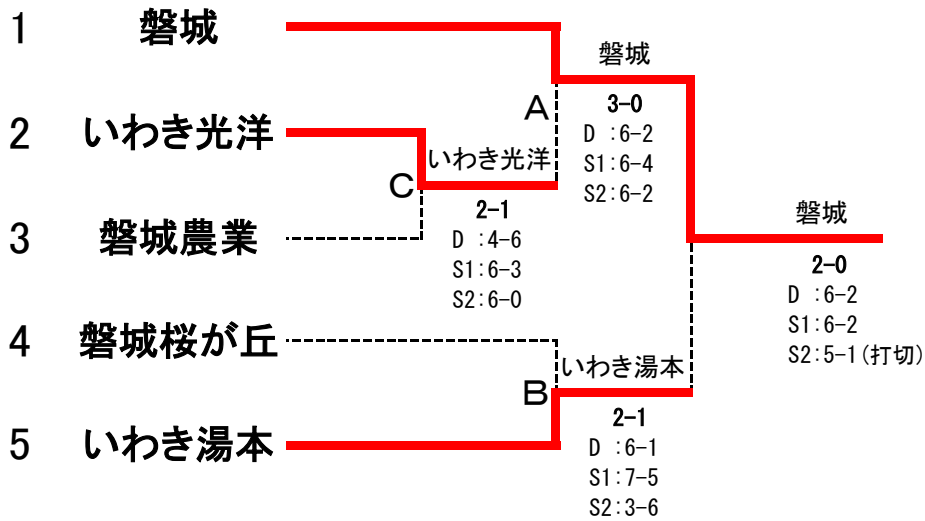 1 磐城
磐城
A
3-0
D :6-2
S1:6-4
S2:6-2
2 いわき光洋
いわき光洋
C
2-1
D :4-6
S1:6-3
S2:6-0
3 磐城農業
磐城
2-0
D :6-2
S1:6-2
S2:5-1(打切)
4 磐城桜が丘
いわき湯本
B
2-1
D :6-1
S1:7-5
S2:3-6
5 いわき湯本